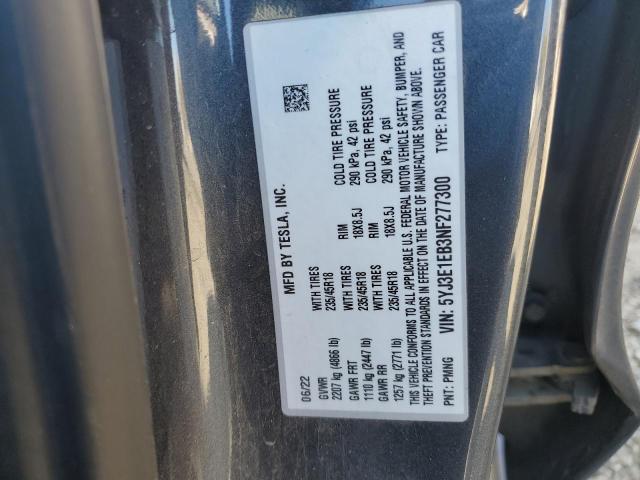 MFD BY TESLA, INC.
06/22
GVWR WITH TIRES RIM COLD TIRE PRESSURE
2207 kg (4866 lb) 235/45R18 18X8.5J 290 kPa, 42 psi
GAWR FRT WITH TIRES RIM COLD TIRE PRESSURE
1110 kg (2447 lb) 235/45R18 18X8.5J 290 kPa, 42 psi
GAWR RR WITH TIRES RIM COLD TIRE PRESSURE
1257 kg (2771 lb) 235/45R18 18X8.5J 290 kPa, 42 psi
THIS VEHICLE CONFORMS TO ALL APPLICABLE U.S. FEDERAL MOTOR VEHICLE SAFETY, BUMPER, AND
THEFT PREVENTION STANDARDS IN EFFECT ON THE DATE OF MANUFACTURE SHOWN ABOVE.
PNT: PMNG VIN: 5YJ3E1EB3NF277300 TYPE: PASSENGER CAR